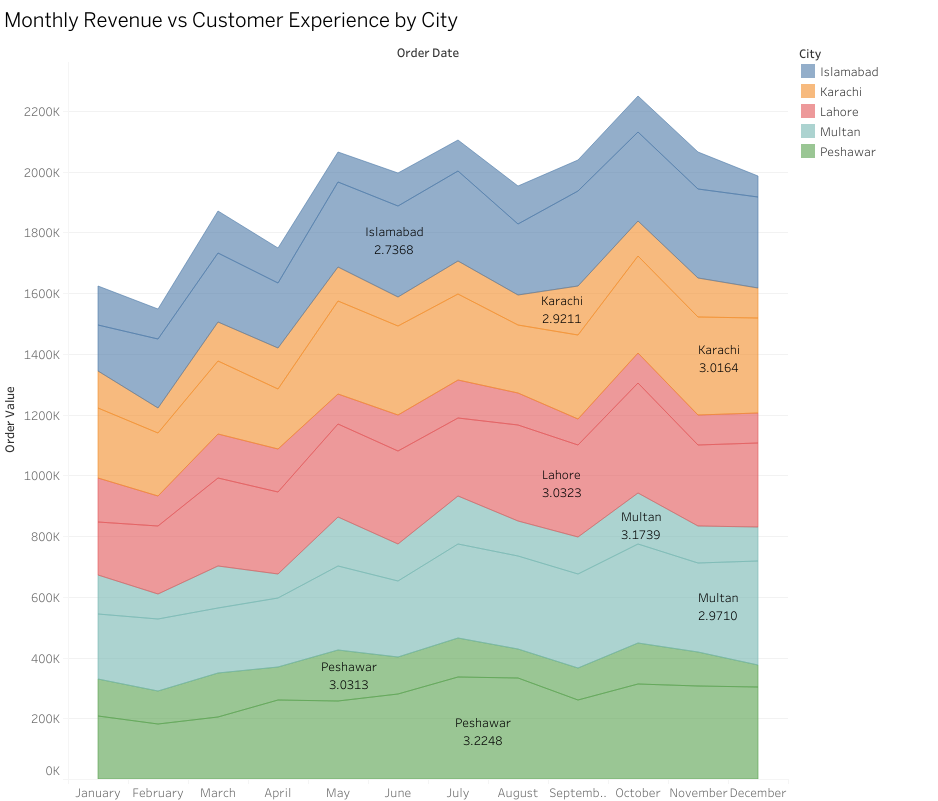 Monthly Revenue vs Customer Experience by City
Order Date
City
Islamabad
Karachi
Lahore
Multan
Peshawar
Order Value
2200K
2000K
1800K
1600K
1400K
1200K
1000K
800K
600K
400K
200K
0K
Islamabad
2.7368
Karachi
2.9211
Karachi
3.0164
Lahore
3.0323
Multan
3.1739
Multan
2.9710
Peshawar
3.0313
Peshawar
3.2248
January February March April May June July August Septemb.. October November December